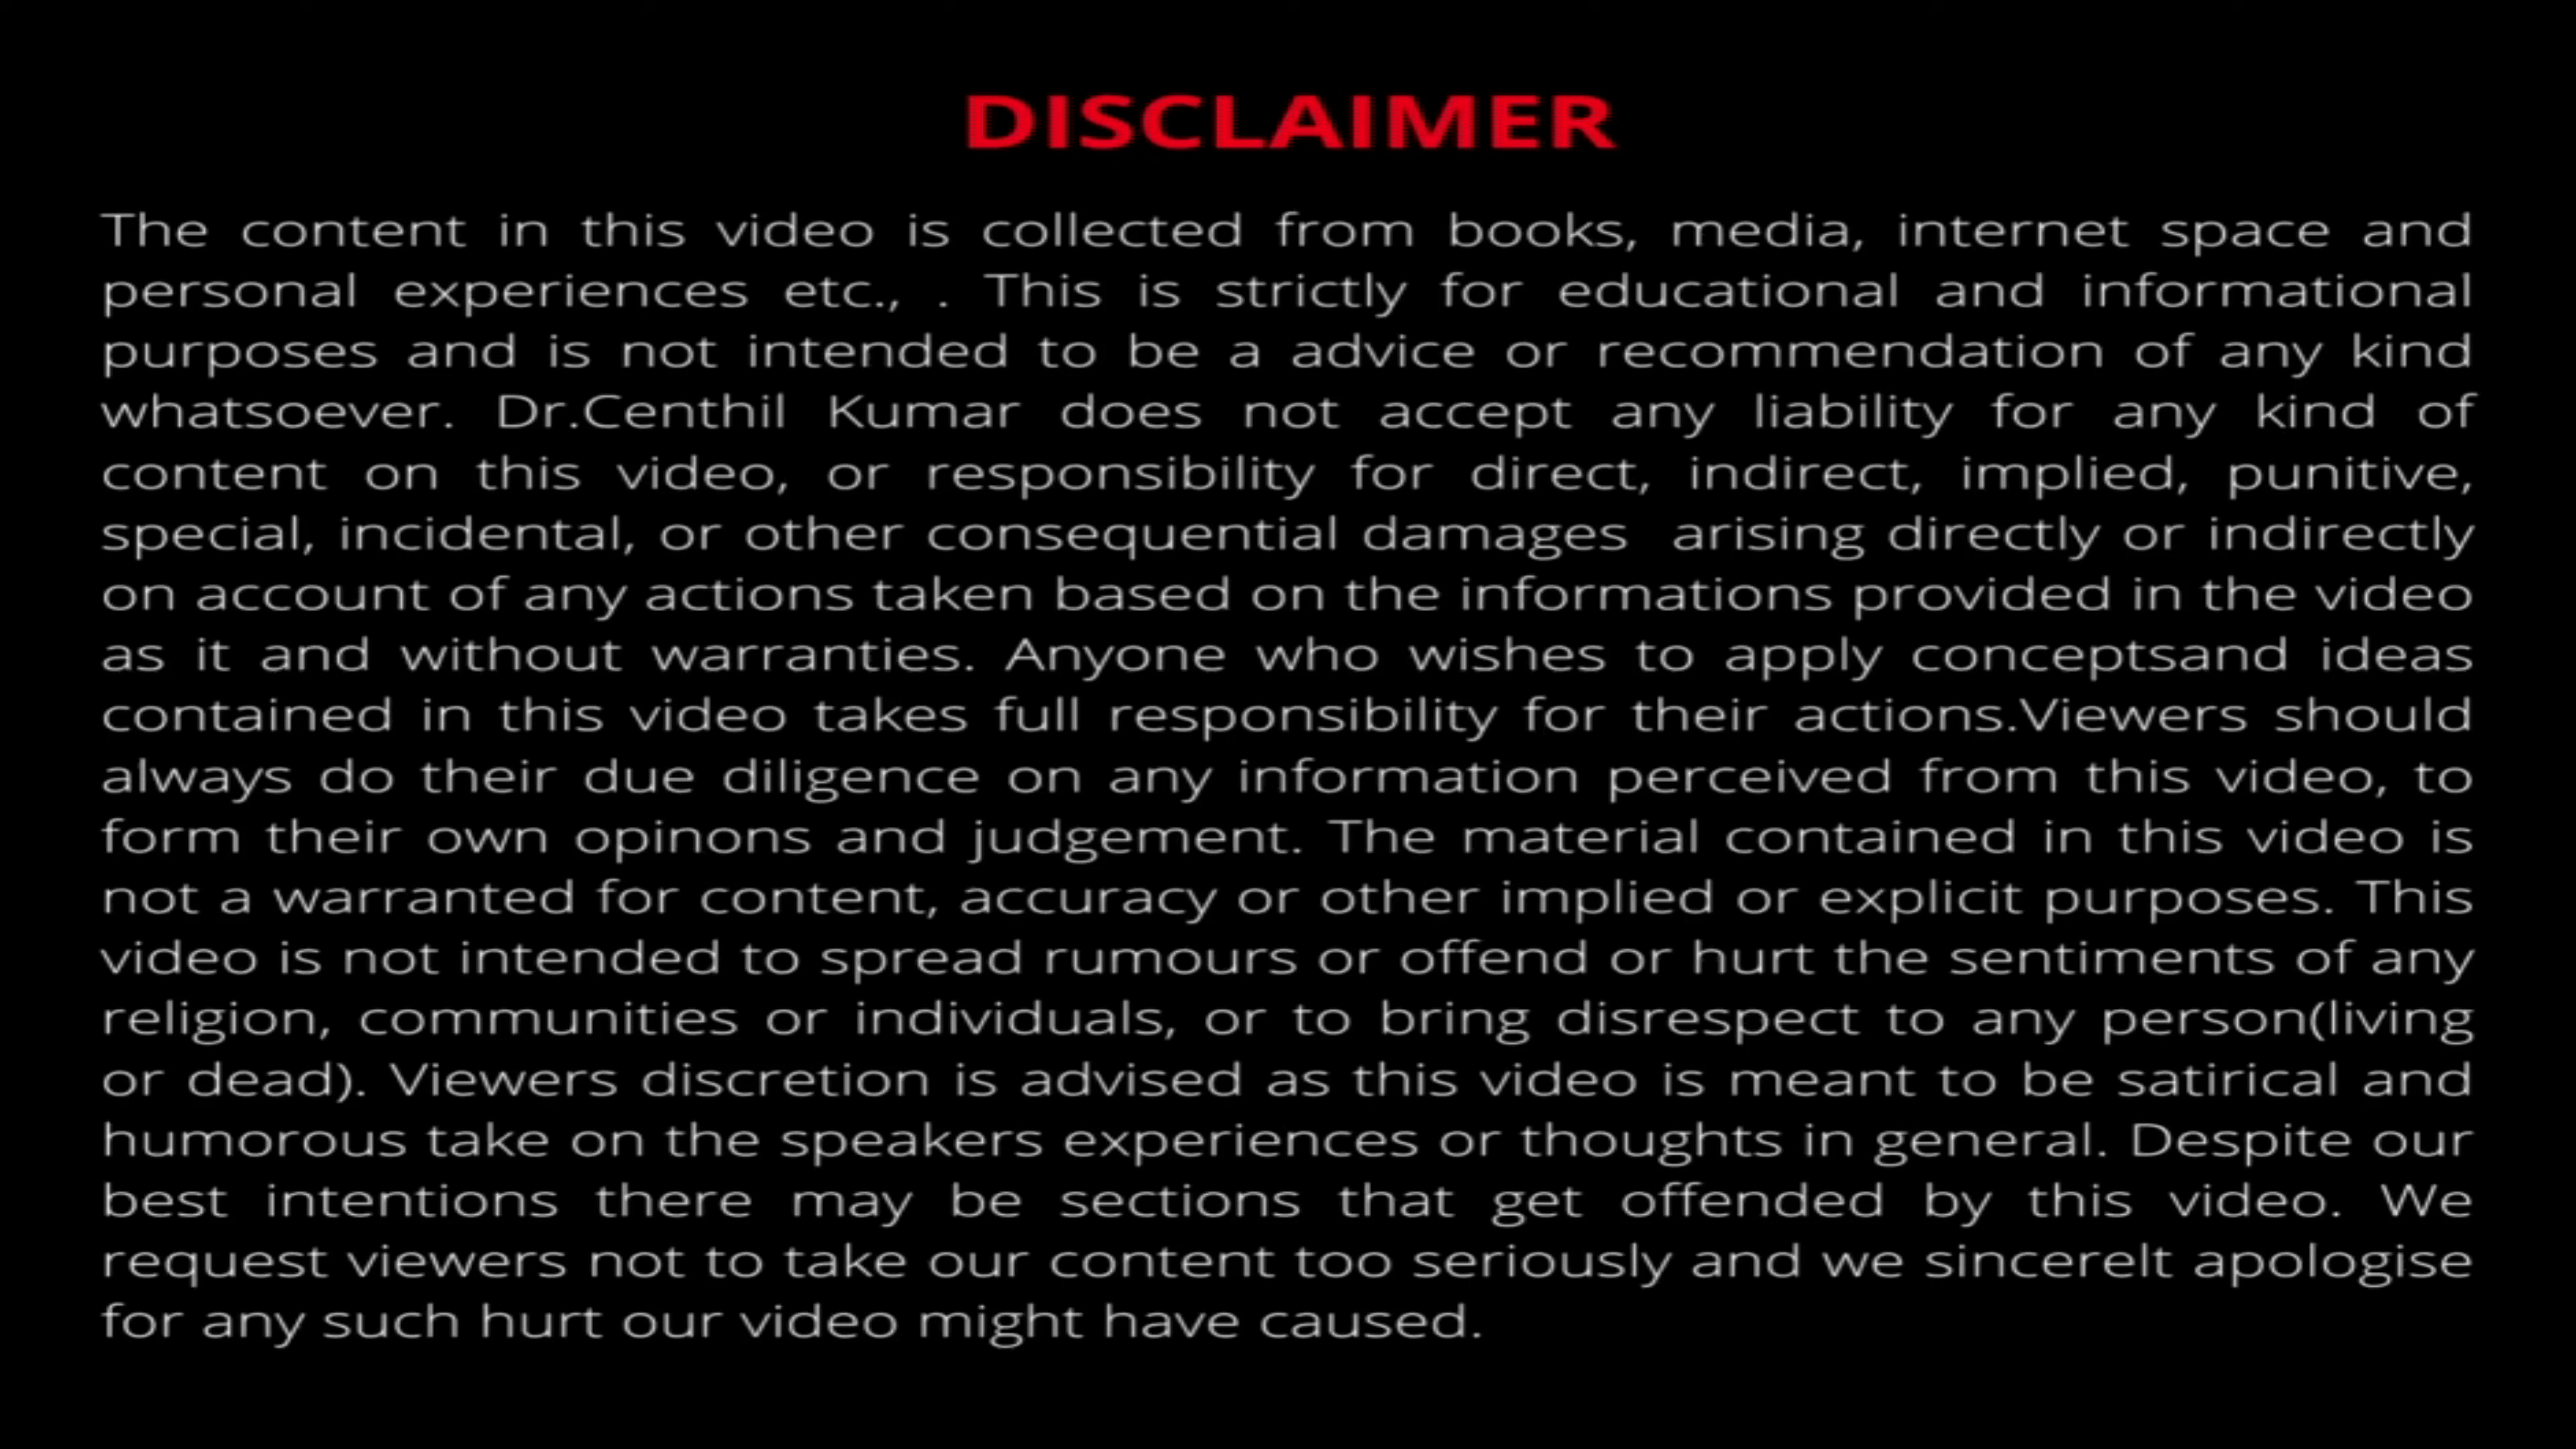 DISCLAIMER
The content in this video is collected from books, media, internet space and
personal experiences etc., . This is strictly for educational and informational
purposes and is not intended to be a advice or recommendation of any kind
whatsoever. Dr.Centhil Kumar does not accept any liability for any kind of
content on this video, or responsibility for direct, indirect, implied, punitive,
special, incidental, or other consequential damages arising directly or indirectly
on account of any actions taken based on the informations provided in the video
as it and without warranties. Anyone who wishes to apply conceptsand ideas
contained in this video takes full responsibility for their actions.Viewers should
always do their due diligence on any information perceived from this video, to
form their own opinons and judgement. The material contained in this video is
not a warranted for content, accuracy or other implied or explicit purposes. This
video is not intended to spread rumours or offend or hurt the sentiments of any
religion, communities or individuals, or to bring disrespect to any person(living
or dead). Viewers discretion is advised as this video is meant to be satirical and
humorous take on the speakers experiences or thoughts in general. Despite our
best intentions there may be sections that get offended by this video. We
request viewers not to take our content too seriously and we sincerelt apologise
for any such hurt our video might have caused.